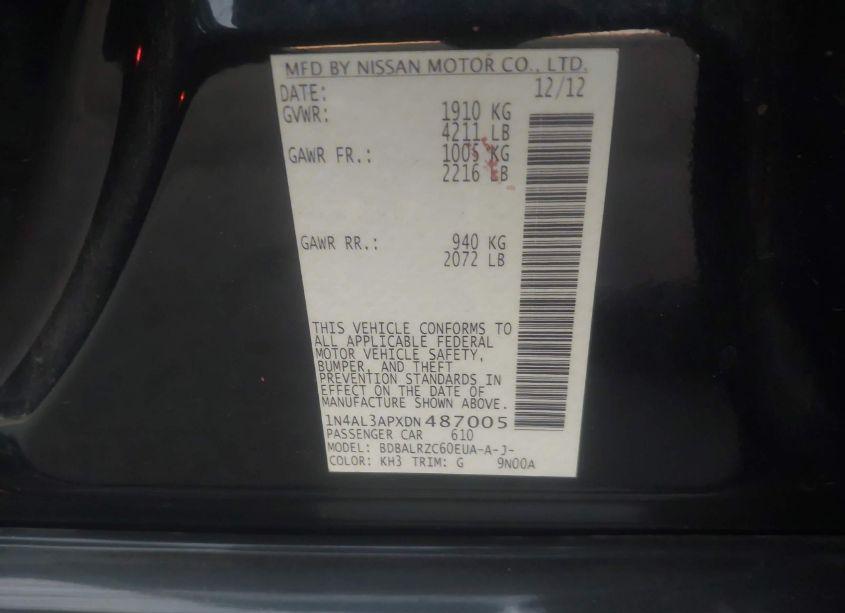 MFD BY NISSAN MOTOR CO., LTD.
DATE: 12/12
GVWR: 1910 KG
4211 LB
GAWR FR.: 1005 KG
2216 LB
GAWR RR.: 940 KG
2072 LB
THIS VEHICLE CONFORMS TO
ALL APPLICABLE FEDERAL
MOTOR VEHICLE SAFETY,
BUMPER, AND THEFT
PREVENTION STANDARDS IN
EFFECT ON THE DATE OF
MANUFACTURE SHOWN ABOVE.
1N4AL3APXDN487005
PASSENGER CAR 610
MODEL: BDBALRZC60EUA-A-J-
COLOR: KH3 TRIM: G 9N00A